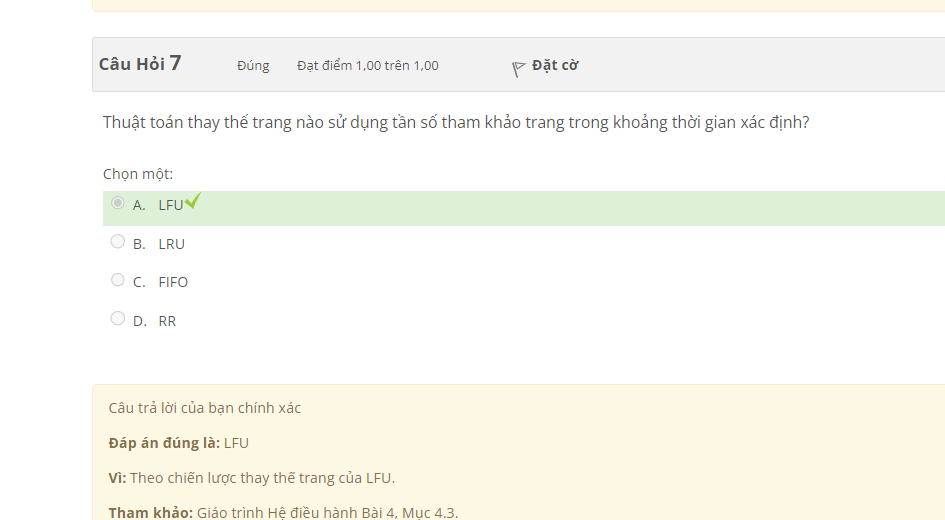 Câu Hỏi 7 Đúng Đạt điểm 1,00 trên 1,00 Đặt cờ
Thuật toán thay thế trang nào sử dụng tần số tham khảo trang trong khoảng thời gian xác định?
Chọn một:
A. LFU
B. LRU
C. FIFO
D. RR
Câu trả lời của bạn chính xác
Đáp án đúng là: LFU
Vì: Theo chiến lược thay thế trang của LFU.
Tham khảo: Giáo trình Hệ điều hành Bài 4, Mục 4.3.